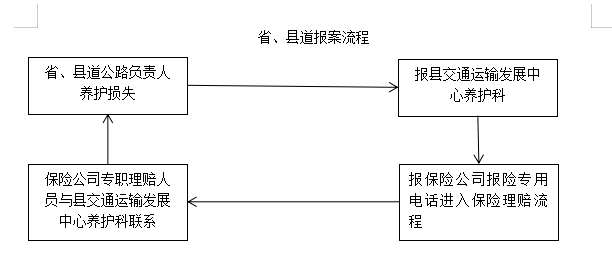 省、县道报案流程
省、县道公路负责人
养护损失
报县交通运输发展中
心养护科
保险公司专职理赔人
员与县交通运输发展
中心养护科联系
报保险公司报险专用
电话进入保险理赔流
程